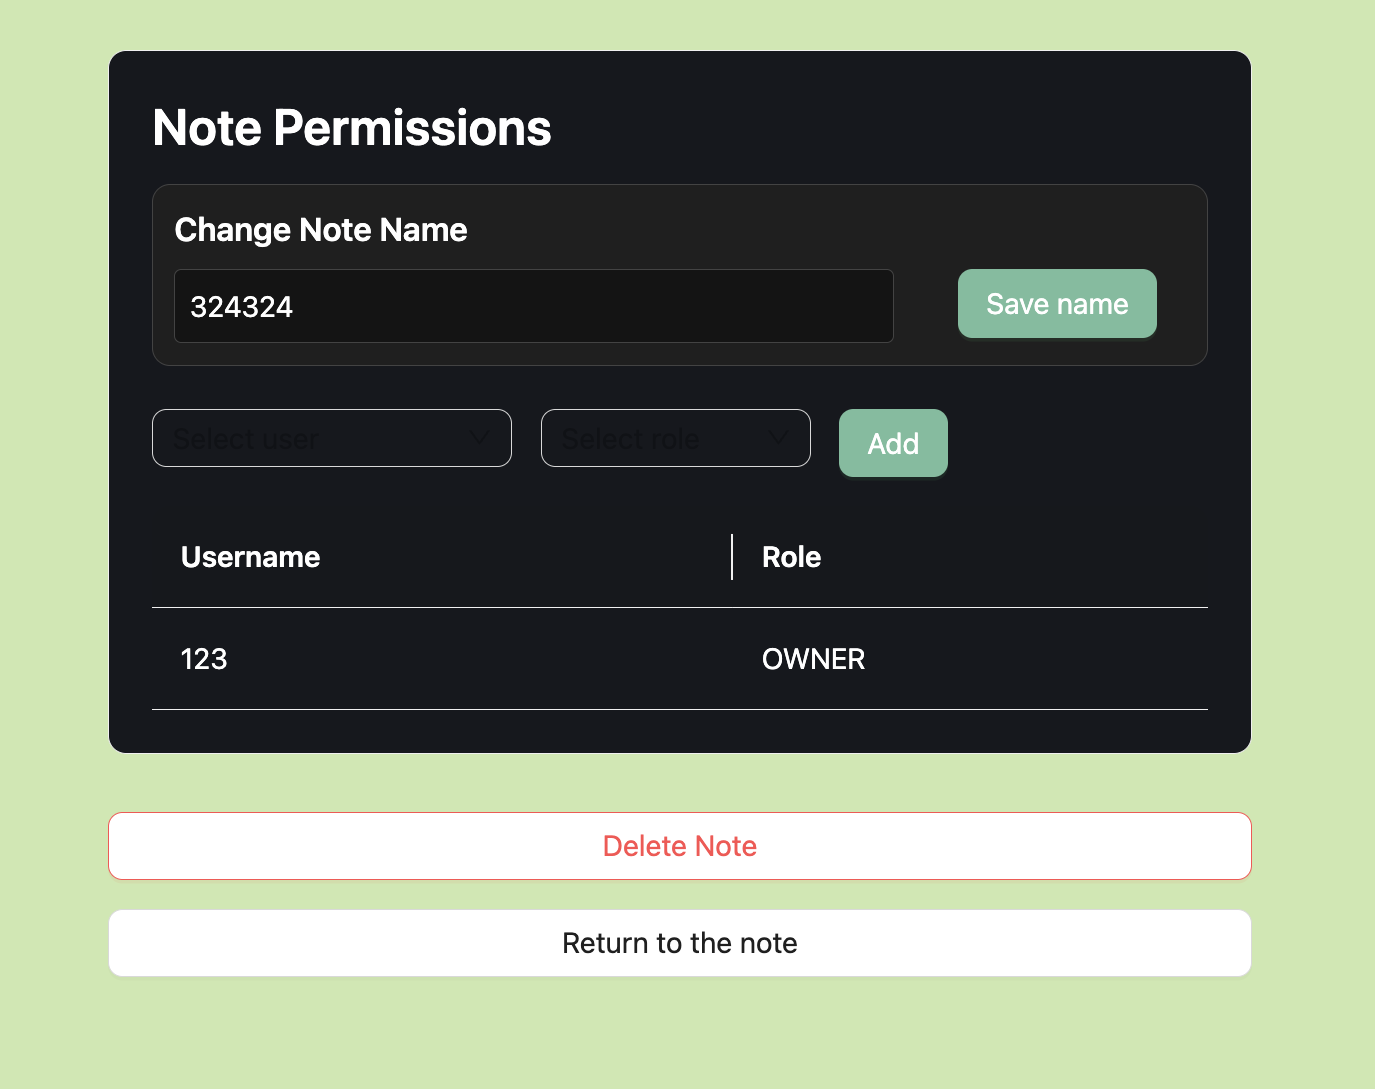 Note Permissions
Change Note Name
324324
Save name
Select user
Select role
Add
Username
Role
123
OWNER
Delete Note
Return to the note